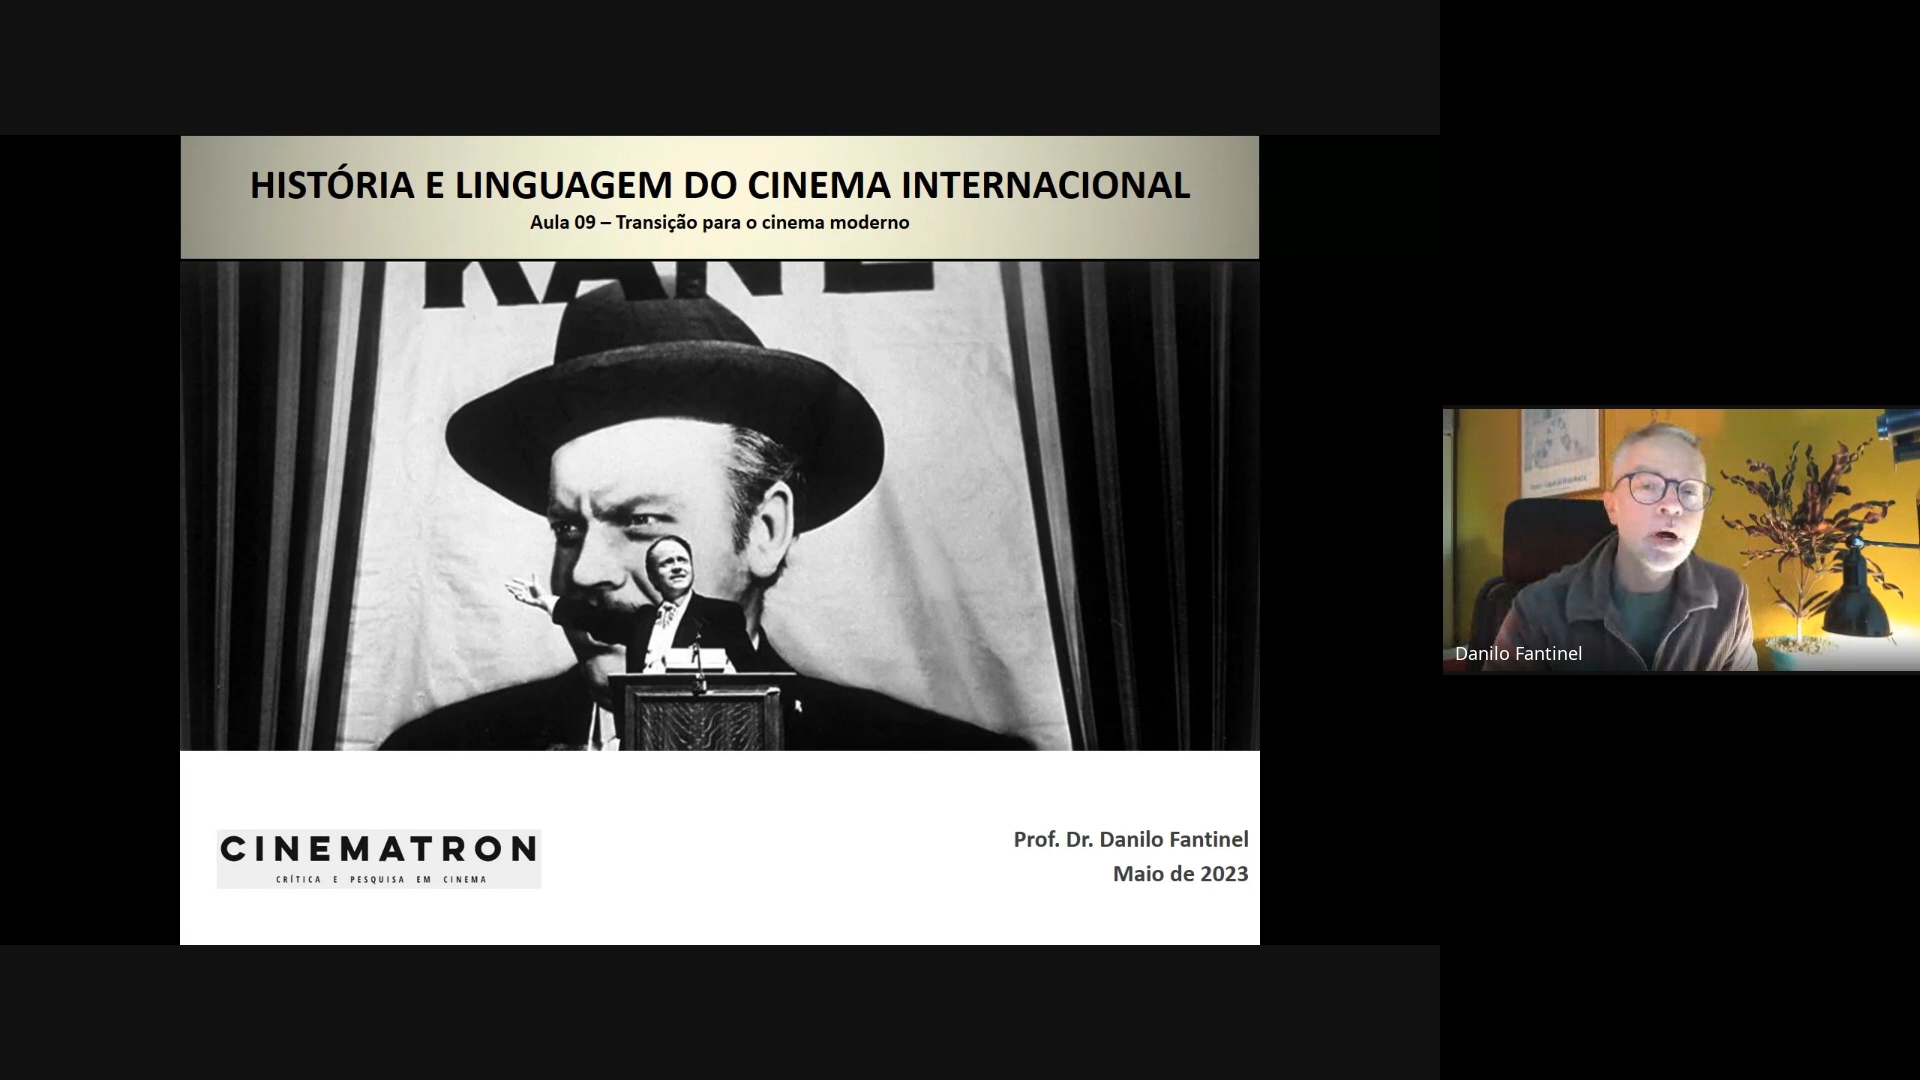 HISTÓRIA E LINGUAGEM DO CINEMA INTERNACIONAL
Aula 09 – Transição para o cinema moderno
KANE
CINEMATRON
CRÍTICA E PESQUISA EM CINEMA
Prof. Dr. Danilo Fantinel
Maio de 2023
Danilo Fantinel